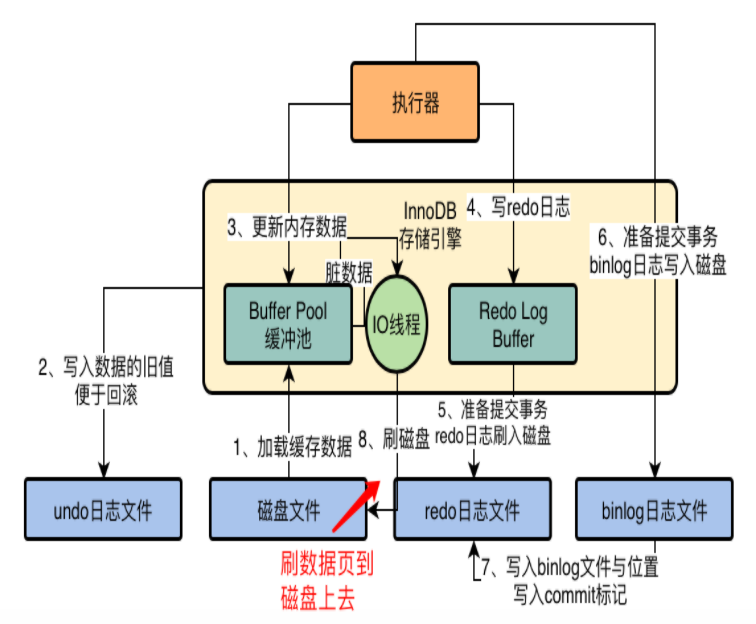 执行器
3、更新内存数据
InnoDB
存储引擎
4、写redo日志
6、准备提交事务
binlog日志写入磁盘
脏数据
Buffer Pool
缓冲池
IO线程
Redo Log
Buffer
2、写入数据的旧值
便于回滚
1、加载缓存数据
8、刷磁盘
5、准备提交事务
redo日志刷入磁盘
undo日志文件
磁盘文件
redo日志文件
binlog日志文件
刷数据页到
磁盘上去
7、写入binlog文件与位置
写入commit标记